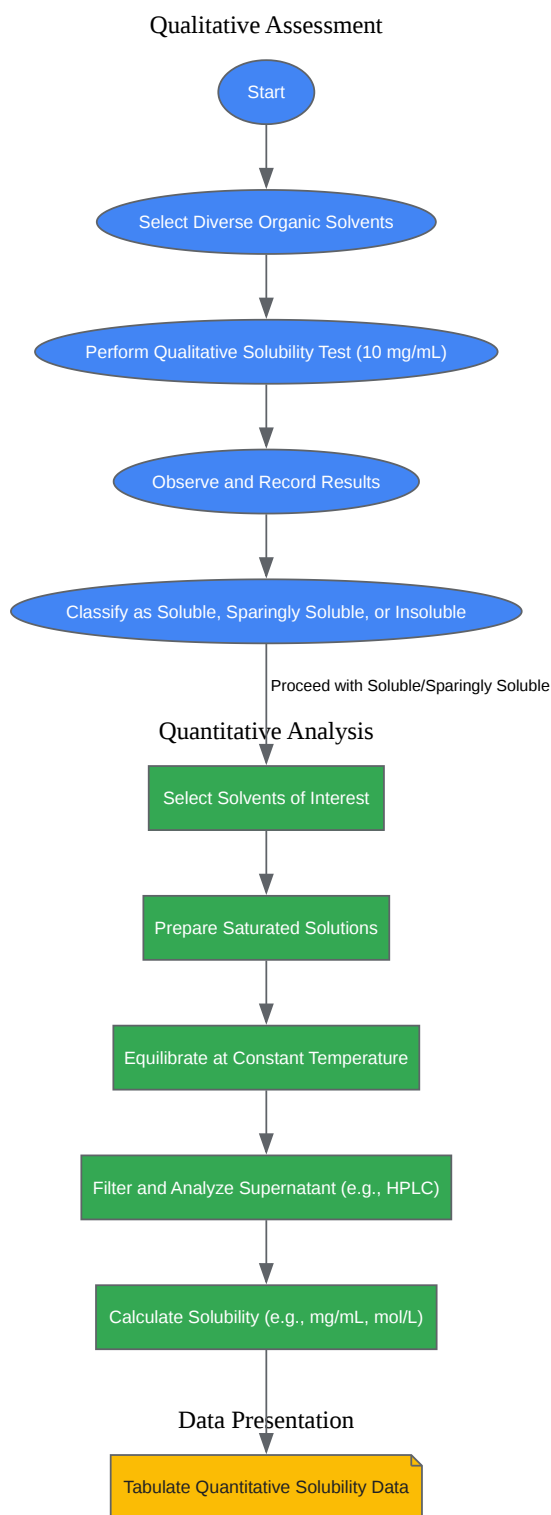 Qualitative Assessment
Start
Select Diverse Organic Solvents
Perform Qualitative Solubility Test (10 mg/mL)
Observe and Record Results
Classify as Soluble, Sparingly Soluble, or Insoluble
Proceed with Soluble/Sparingly Soluble
Quantitative Analysis
Select Solvents of Interest
Prepare Saturated Solutions
Equilibrate at Constant Temperature
Filter and Analyze Supernatant (e.g., HPLC)
Calculate Solubility (e.g., mg/mL, mol/L)
Data Presentation
Tabulate Quantitative Solubility Data